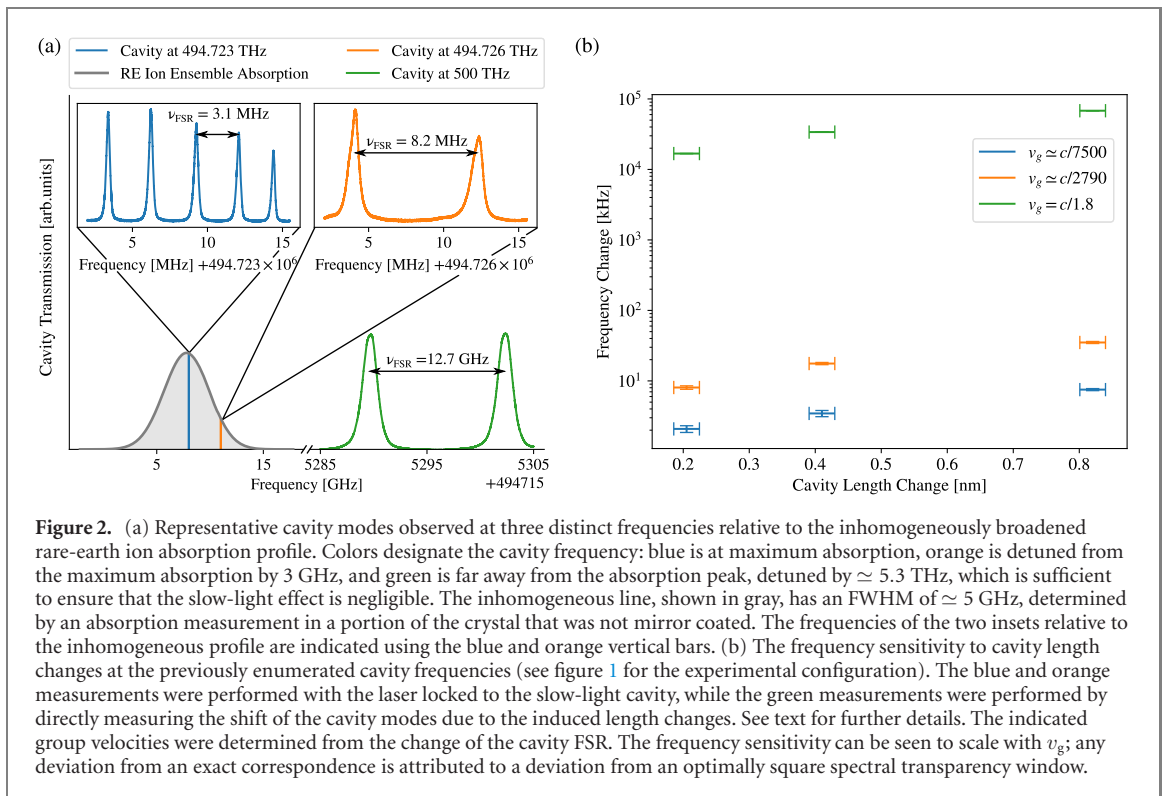 (a)
Cavity at 494.723 THz
Cavity at 494.726 THz
RE Ion Ensemble Absorption
Cavity at 500 THz
Cavity Transmission [arb.units]
ν_FSR = 3.1 MHz
5 10 15
Frequency [MHz] +494.723 × 10⁶
ν_FSR = 8.2 MHz
5 10 15
Frequency [MHz] +494.726 × 10⁶
ν_FSR =12.7 GHz
5 15 5285 5295 5305
Frequency [GHz]
+494715
(b)
Frequency Change [kHz]
10⁵
10⁴
10³
10²
10¹
v_g ≃ c/7500
v_g ≃ c/2790
v_g = c/1.8
0.2 0.3 0.4 0.5 0.6 0.7 0.8
Cavity Length Change [nm]
Figure 2. (a) Representative cavity modes observed at three distinct frequencies relative to the inhomogeneously broadened
rare-earth ion absorption profile. Colors designate the cavity frequency: blue is at maximum absorption, orange is detuned from
the maximum absorption by 3 GHz, and green is far away from the absorption peak, detuned by ≃ 5.3 THz, which is sufficient
to ensure that the slow-light effect is negligible. The inhomogeneous line, shown in gray, has an FWHM of ≃ 5 GHz, determined
by an absorption measurement in a portion of the crystal that was not mirror coated. The frequencies of the two insets relative to
the inhomogeneous profile are indicated using the blue and orange vertical bars. (b) The frequency sensitivity to cavity length
changes at the previously enumerated cavity frequencies (see figure 1 for the experimental configuration). The blue and orange
measurements were performed with the laser locked to the slow-light cavity, while the green measurements were performed by
directly measuring the shift of the cavity modes due to the induced length changes. See text for further details. The indicated
group velocities were determined from the change of the cavity FSR. The frequency sensitivity can be seen to scale with v_g; any
deviation from an exact correspondence is attributed to a deviation from an optimally square spectral transparency window.